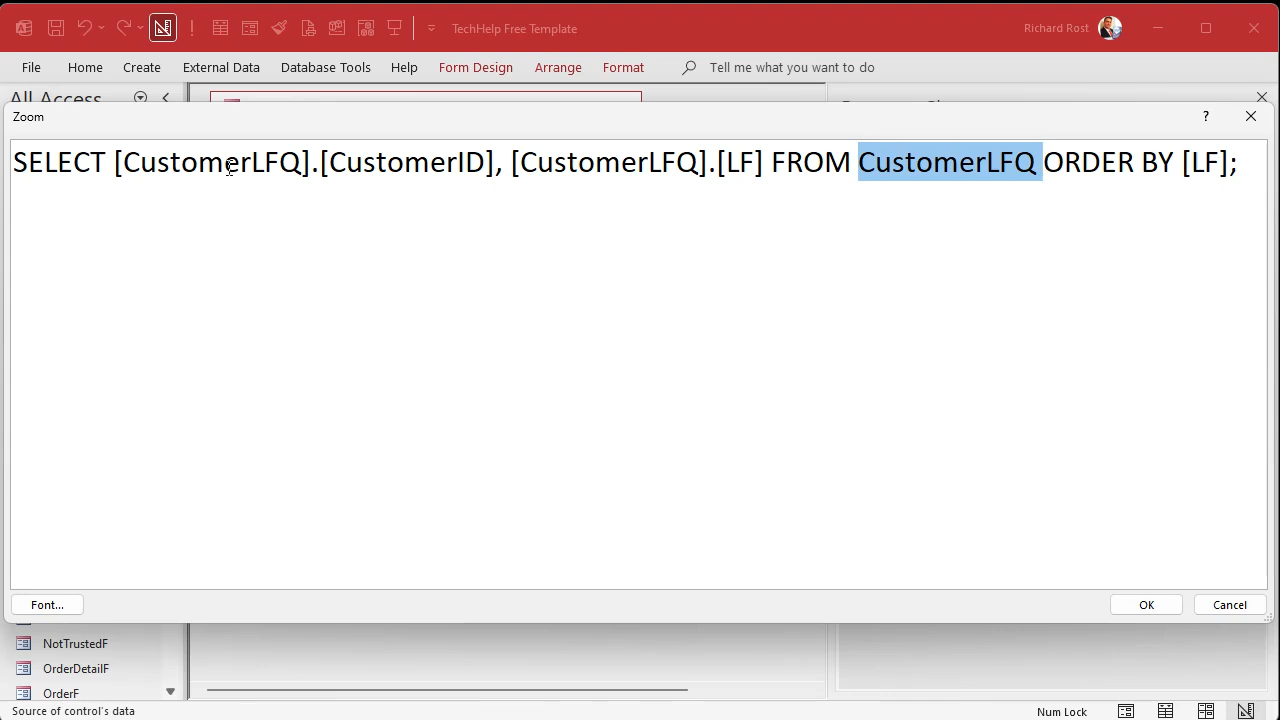 TechHelp Free Template
Richard Rost
File Home Create External Data Database Tools Help Form Design Arrange Format Tell me what you want to do
All Access
Zoom ?
SELECT [CustomerLFQ].[CustomerID], [CustomerLFQ].[LF] FROM CustomerLFQ ORDER BY [LF];
Font... OK Cancel
NotTrustedF
OrderDetailF
OrderF
Source of control's data Num Lock